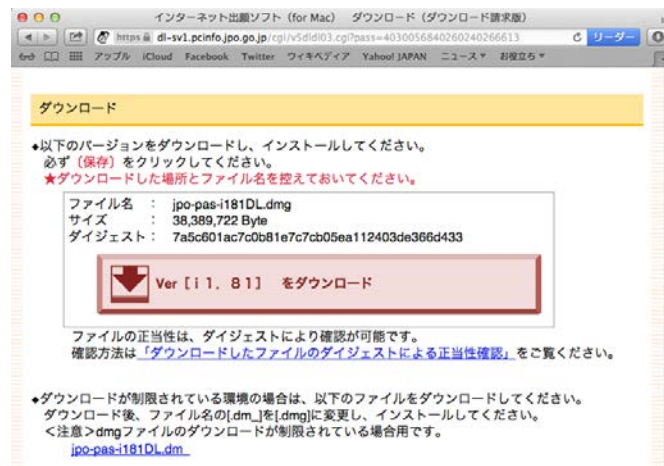 インターネット出願ソフト（for Mac） ダウンロード（ダウンロード請求版）
https dl-sv1.pcinfo.jpo.go.jp/cgi/v5dldl03.cgi?pass=4030056840260240266613 リーダー
アップル iCloud Facebook Twitter ウィキペディア Yahoo! JAPAN ニュース▼ お役立ち▼
ダウンロード
◆以下のバージョンをダウンロードし、インストールしてください。
必ず〔保存〕をクリックしてください。
★ダウンロードした場所とファイル名を控えておいてください。
ファイル名 ： jpo-pas-i181DL.dmg
サイズ ： 38,389,722 Byte
ダイジェスト： 7a5c601ac7c0b81e7c7cb05ea112403de366d433
Ver［ｉ１．８１］ をダウンロード
ファイルの正当性は、ダイジェストにより確認が可能です。
確認方法は「ダウンロードしたファイルのダイジェストによる正当性確認」をご覧ください。
◆ダウンロードが制限されている環境の場合は、以下のファイルをダウンロードしてください。
ダウンロード後、ファイル名の[.dm_]を[.dmg]に変更し、インストールしてください。
＜注意＞dmgファイルのダウンロードが制限されている場合用です。
jpo-pas-i181DL.dm_